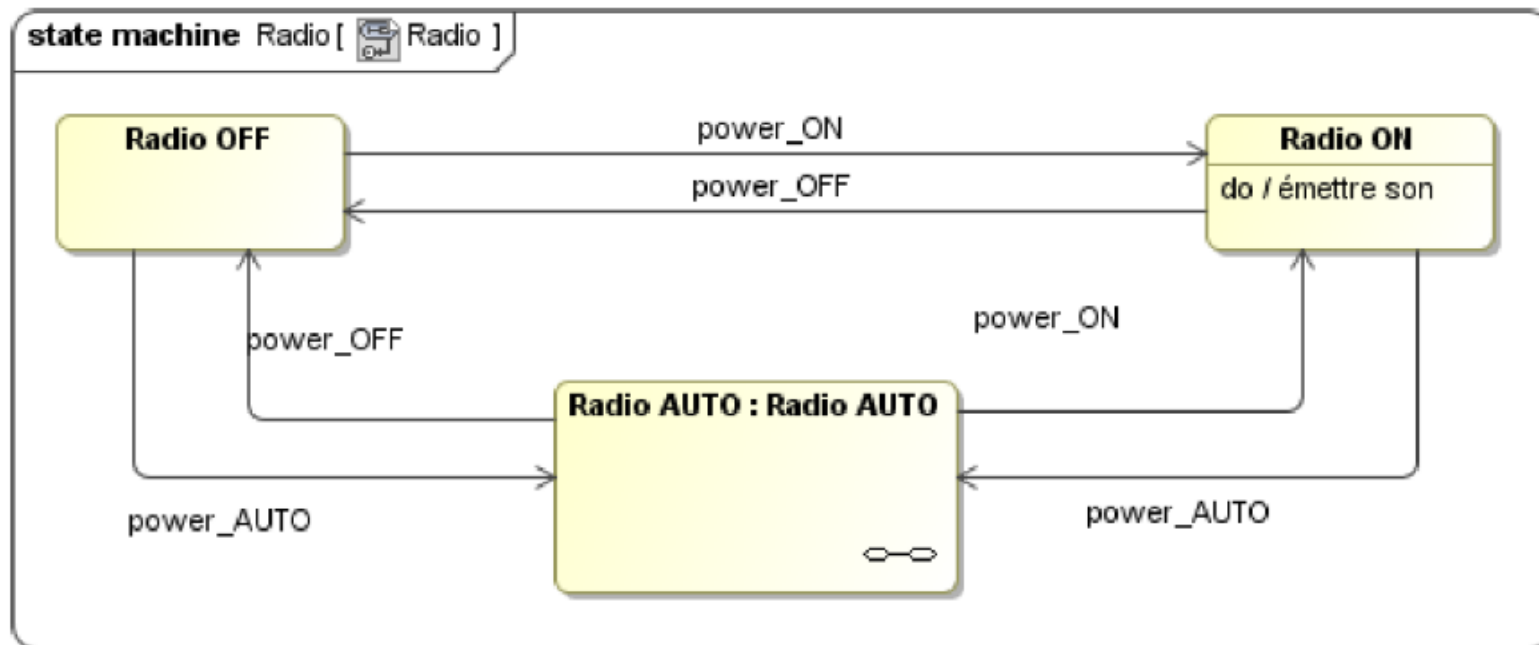 state machine Radio [ Radio ]
Radio OFF
power_ON
Radio ON
power_OFF
do / émettre son
power_OFF
power_ON
Radio AUTO : Radio AUTO
power_AUTO
power_AUTO